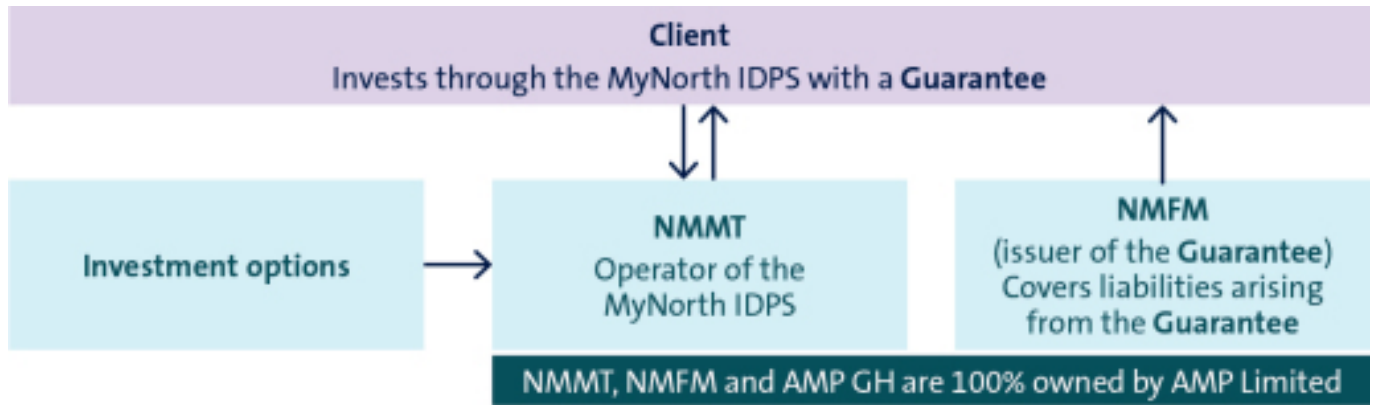 Client
Invests through the MyNorth IDPS with a Guarantee
Investment options
NMMT
Operator of the
MyNorth IDPS
NMFM
(issuer of the Guarantee)
Covers liabilities arising
from the Guarantee
NMMT, NMFM and AMP GH are 100% owned by AMP Limited